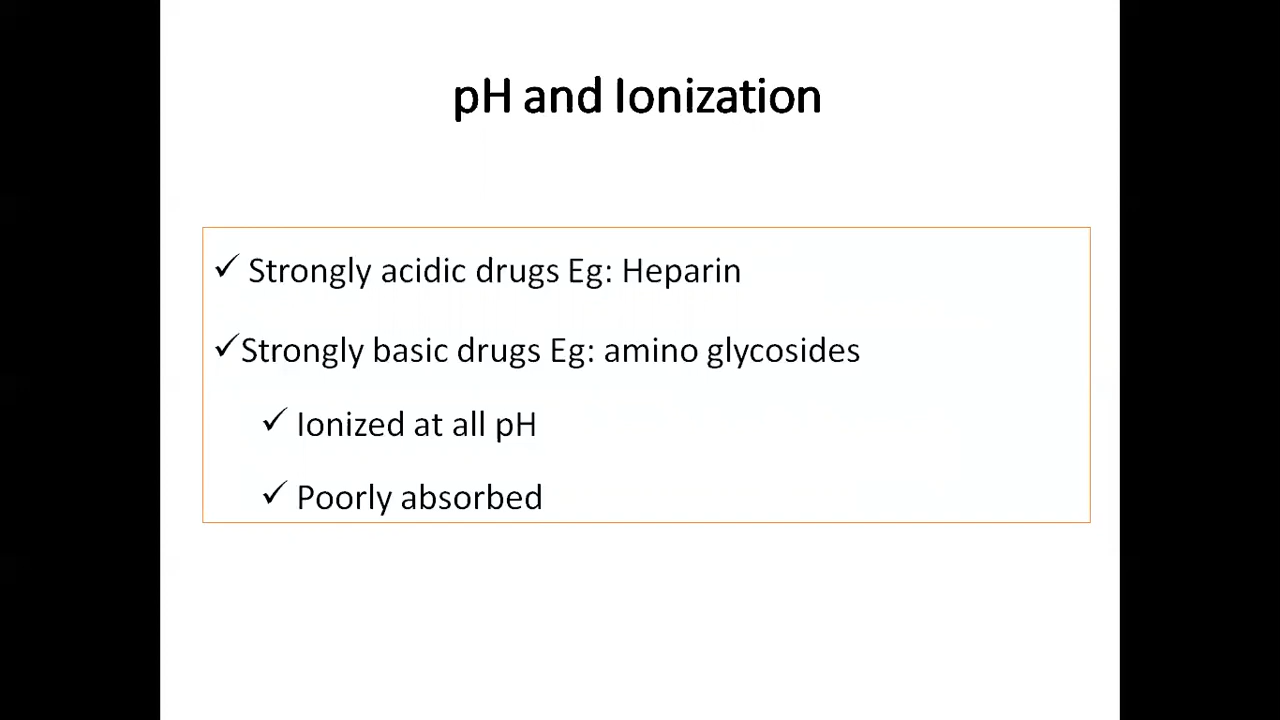 pH and Ionization
✓ Strongly acidic drugs Eg: Heparin
✓Strongly basic drugs Eg: amino glycosides
✓ Ionized at all pH
✓ Poorly absorbed